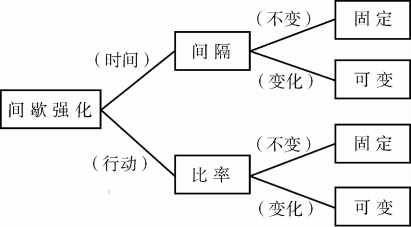 间歇强化
（时间）
间隔
（不变）
固定
（变化）
可变
（行动）
比率
（不变）
固定
（变化）
可变